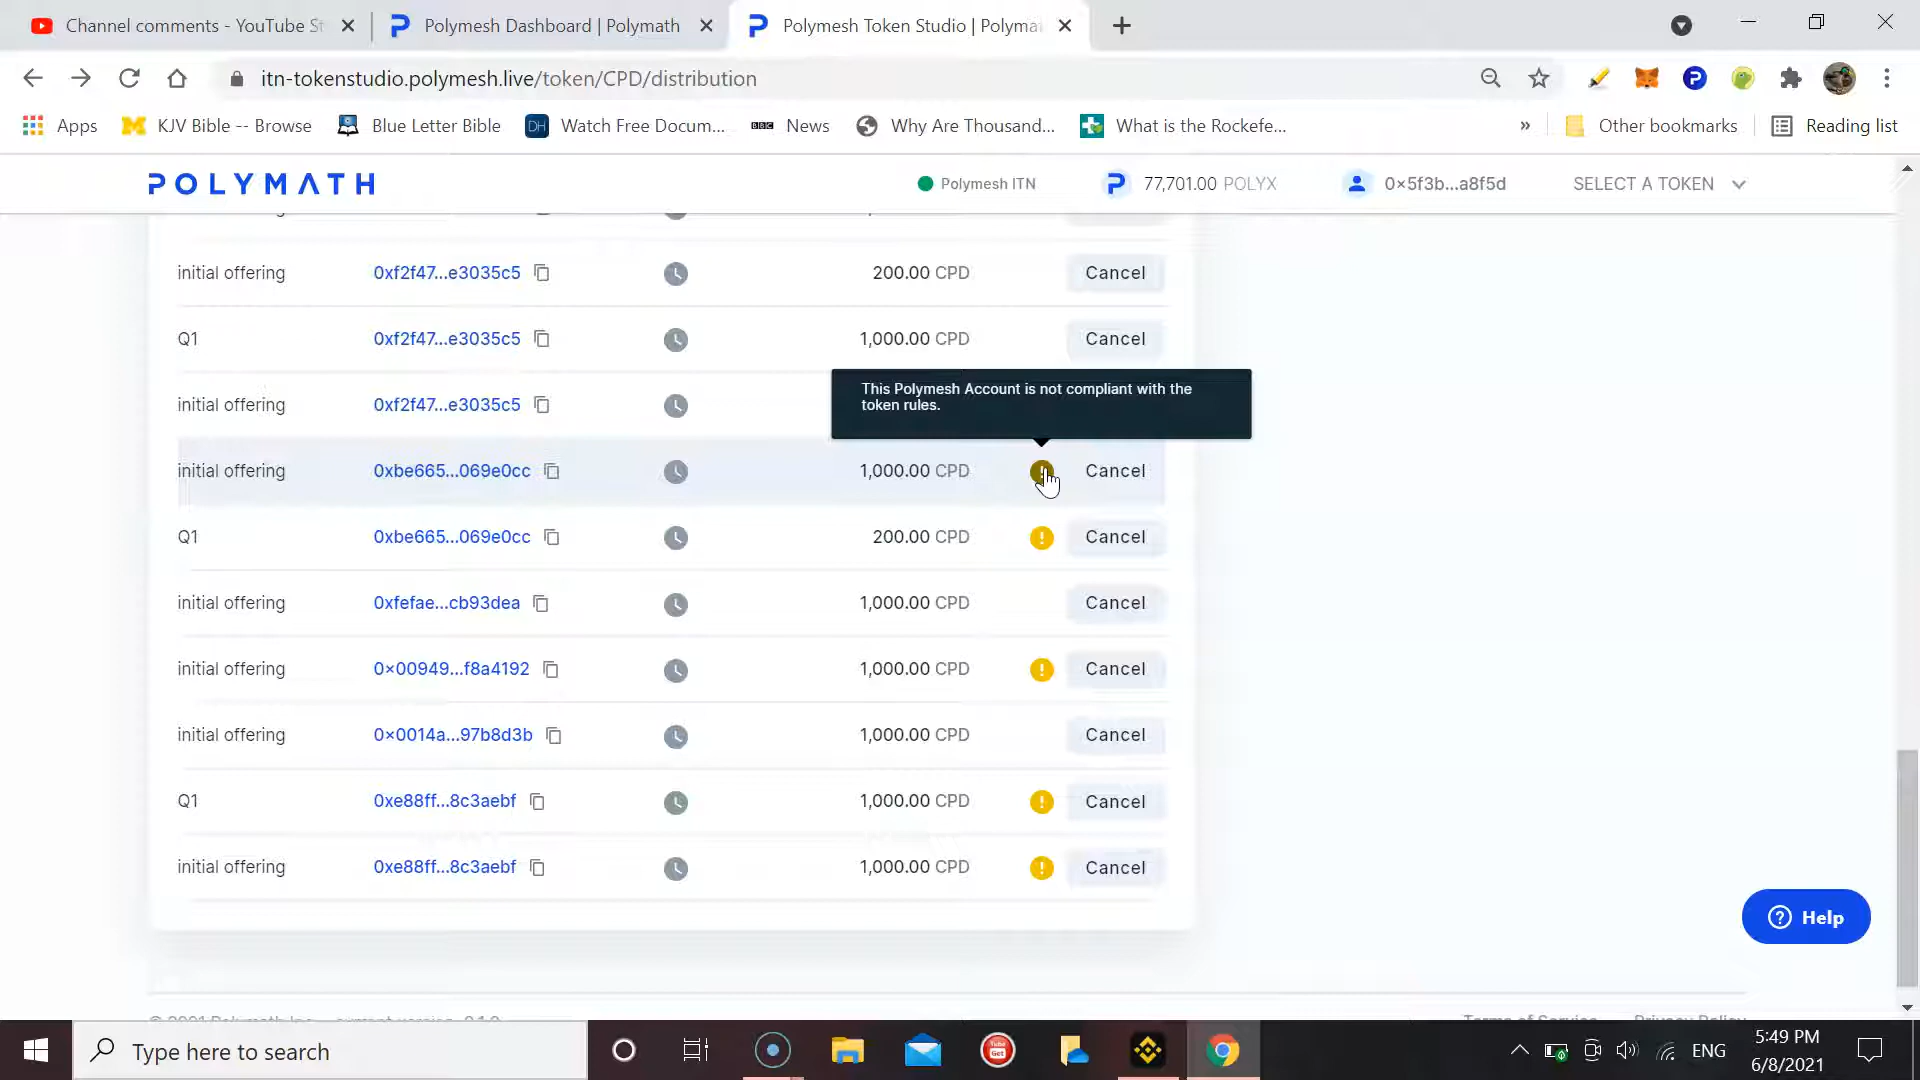 Channel comments - YouTube St
Polymesh Dashboard | Polymath
Polymesh Token Studio | Polymat
itn-tokenstudio.polymesh.live/token/CPD/distribution
Apps
KJV Bible -- Browse
Blue Letter Bible
DH Watch Free Docum...
BBC News
Why Are Thousand...
What is the Rockefe...
» Other bookmarks
Reading list
POLYMATH
Polymesh ITN
77,701.00 POLYX
0x5f3b...a8f5d
SELECT A TOKEN
initial offering 0xf2f47...e3035c5 200.00 CPD Cancel
Q1 0xf2f47...e3035c5 1,000.00 CPD Cancel
This Polymesh Account is not compliant with the
token rules.
initial offering 0xf2f47...e3035c5
initial offering 0xbe665...069e0cc 1,000.00 CPD Cancel
Q1 0xbe665...069e0cc 200.00 CPD ! Cancel
initial offering 0xfefae...cb93dea 1,000.00 CPD Cancel
initial offering 0x00949...f8a4192 1,000.00 CPD ! Cancel
initial offering 0x0014a...97b8d3b 1,000.00 CPD Cancel
Q1 0xe88ff...8c3aebf 1,000.00 CPD ! Cancel
initial offering 0xe88ff...8c3aebf 1,000.00 CPD ! Cancel
? Help
Type here to search
Tube Get
ENG
5:49 PM
6/8/2021